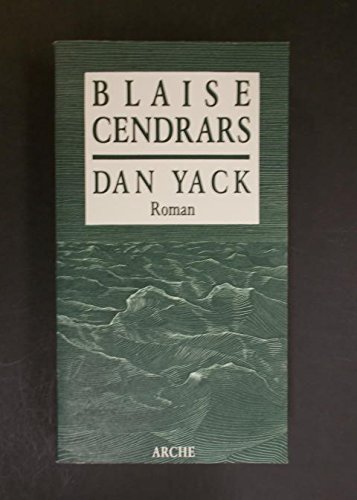 BLAISE
CENDRARS
DAN YACK
Roman
ARCHE